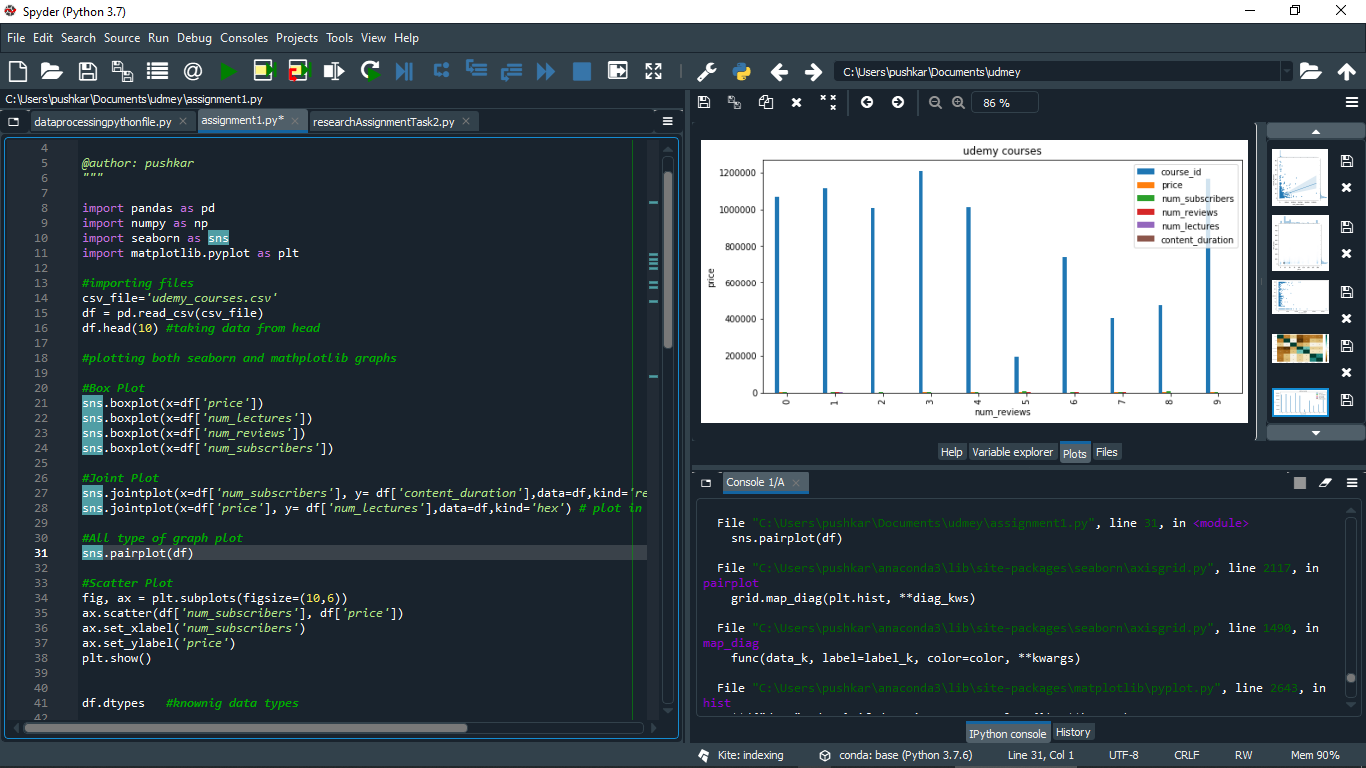 Spyder (Python 3.7)
File Edit Search Source Run Debug Consoles Projects Tools View Help
C:\Users\pushkar\Documents\udmey
C:\Users\pushkar\Documents\udmey\assignment1.py
dataprocessingpythonfile.py
assignment1.py*
researchAssignmentTask2.py
4
5 @author: pushkar
6 """
7
8 import pandas as pd
9 import numpy as np
10 import seaborn as sns
11 import matplotlib.pyplot as plt
12
13 #importing files
14 csv_file='udemy_courses.csv'
15 df = pd.read_csv(csv_file)
16 df.head(10) #taking data from head
17
18 #plotting both seaborn and mathplotlib graphs
19
20 #Box Plot
21 sns.boxplot(x=df['price'])
22 sns.boxplot(x=df['num_lectures'])
23 sns.boxplot(x=df['num_reviews'])
24 sns.boxplot(x=df['num_subscribers'])
25
26 #Joint Plot
27 sns.jointplot(x=df['num_subscribers'], y= df['content_duration'],data=df,kind='re
28 sns.jointplot(x=df['price'], y= df['num_lectures'],data=df,kind='hex') # plot in
29
30 #All type of graph plot
31 sns.pairplot(df)
32
33 #Scatter Plot
34 fig, ax = plt.subplots(figsize=(10,6))
35 ax.scatter(df['num_subscribers'], df['price'])
36 ax.set_xlabel('num_subscribers')
37 ax.set_ylabel('price')
38 plt.show()
39
40
41 df.dtypes #knownig data types
42
86 %
udemy courses
1200000
1000000
800000
600000
400000
200000
0
price
course_id
price
num_subscribers
num_reviews
num_lectures
content_duration
0 1 2 3 4 5 6 7 8 9
num_reviews
Help Variable explorer Plots Files
Console 1/A
File "C:\Users\pushkar\Documents\udmey\assignment1.py", line 31, in <module>
sns.pairplot(df)
File "C:\Users\pushkar\anaconda3\lib\site-packages\seaborn\axisgrid.py", line 2117, in
pairplot
grid.map_diag(plt.hist, **diag_kws)
File "C:\Users\pushkar\anaconda3\lib\site-packages\seaborn\axisgrid.py", line 1490, in
map_diag
func(data_k, label=label_k, color=color, **kwargs)
File "C:\Users\pushkar\anaconda3\lib\site-packages\matplotlib\pyplot.py", line 2643, in
hist
IPython console History
Kite: indexing conda: base (Python 3.7.6) Line 31, Col 1 UTF-8 CRLF RW Mem 90%